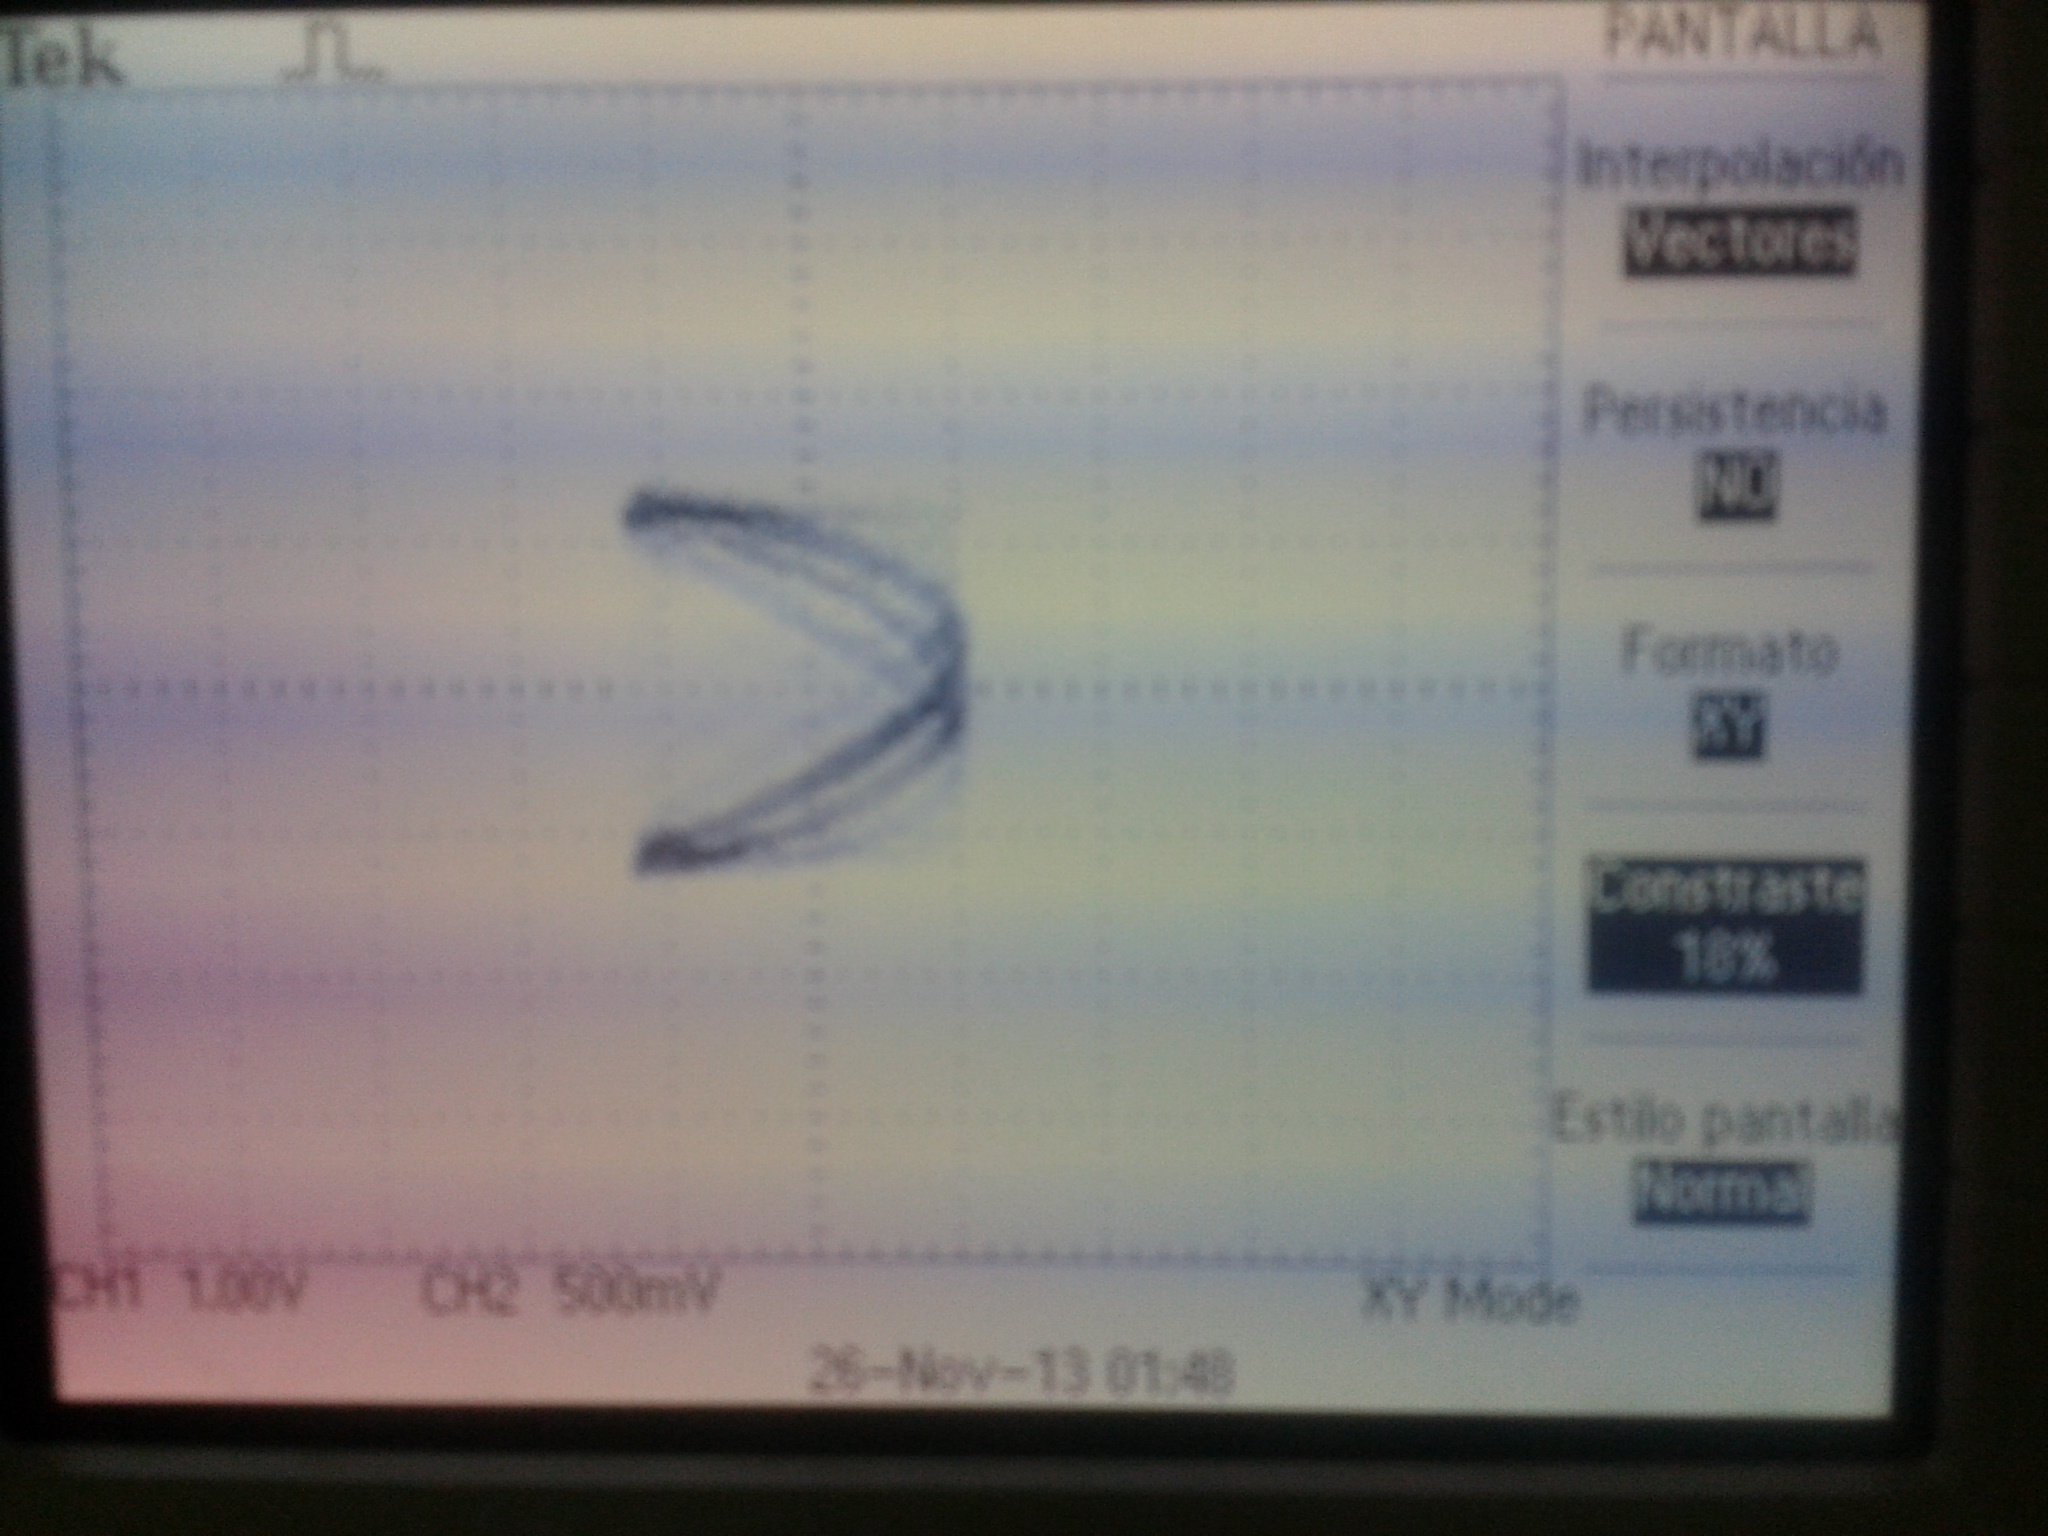 Tek
PANTALLA
Interpolación
Vectores
Persistencia
NO
Formato
XY
Constraste
18%
Estilo pantalla
Normal
CH1 1.00V CH2 500mV XY Mode
26-Nov-13 01:48